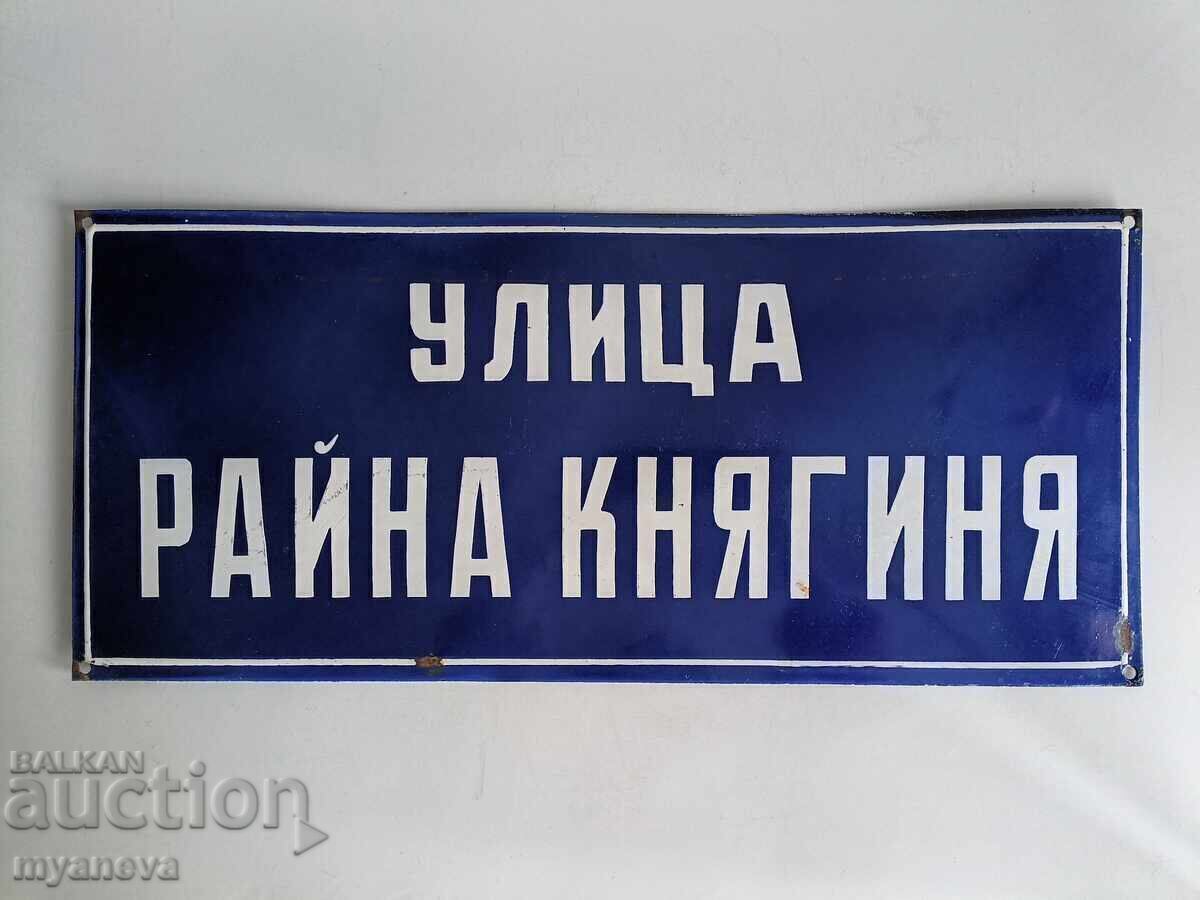 УЛИЦА
РАЙНА КНЯГИНЯ
BALKAN
auction
myaneva